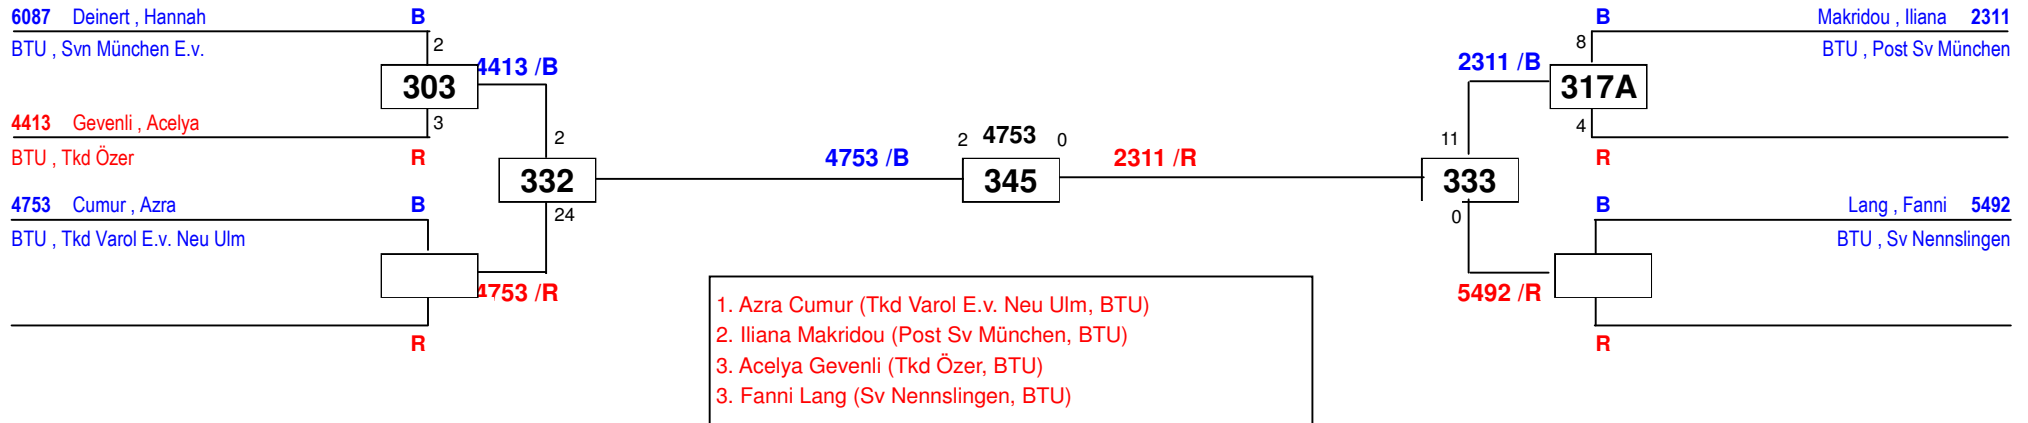 6087 Deinert , Hannah B
BTU , Svn München E.v.
2
4413 /B
303
3
4413 Gevenli , Acelya
BTU , Tkd Özer R
2
332
24
4753 Cumur , Azra B
BTU , Tkd Varol E.v. Neu Ulm
4753 /R
R
4753 /B
2 4753 0
345
2311 /R
B Makridou , Iliana 2311
8
BTU , Post Sv München
2311 /B
317A
4
R
11
333
0
B Lang , Fanni 5492
BTU , Sv Nennslingen
5492 /R
R
1. Azra Cumur (Tkd Varol E.v. Neu Ulm, BTU)
2. Iliana Makridou (Post Sv München, BTU)
3. Acelya Gevenli (Tkd Özer, BTU)
3. Fanni Lang (Sv Nennslingen, BTU)